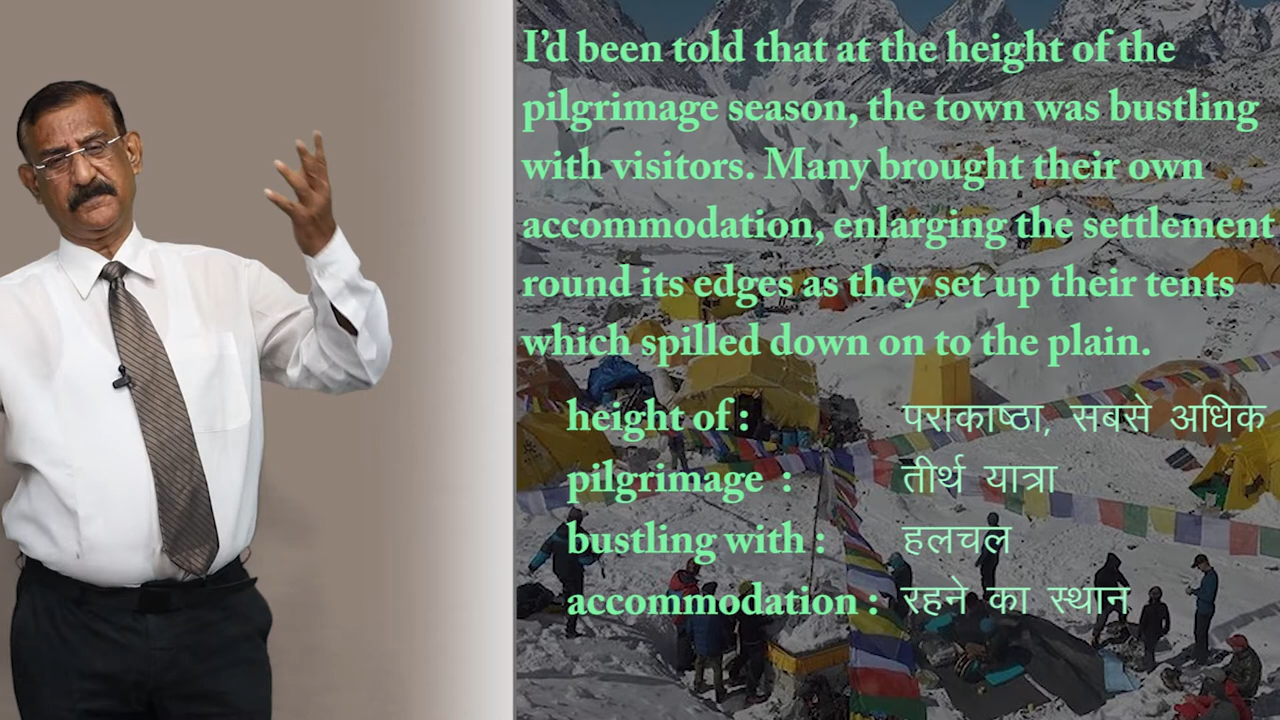 I’d been told that at the height of the
pilgrimage season, the town was bustling
with visitors. Many brought their own
accommodation, enlarging the settlement
round its edges as they set up their tents
which spilled down on to the plain.
height of : पराकाष्ठा, सबसे अधिक
pilgrimage : तीर्थ यात्रा
bustling with : हलचल
accommodation : रहने का स्थान